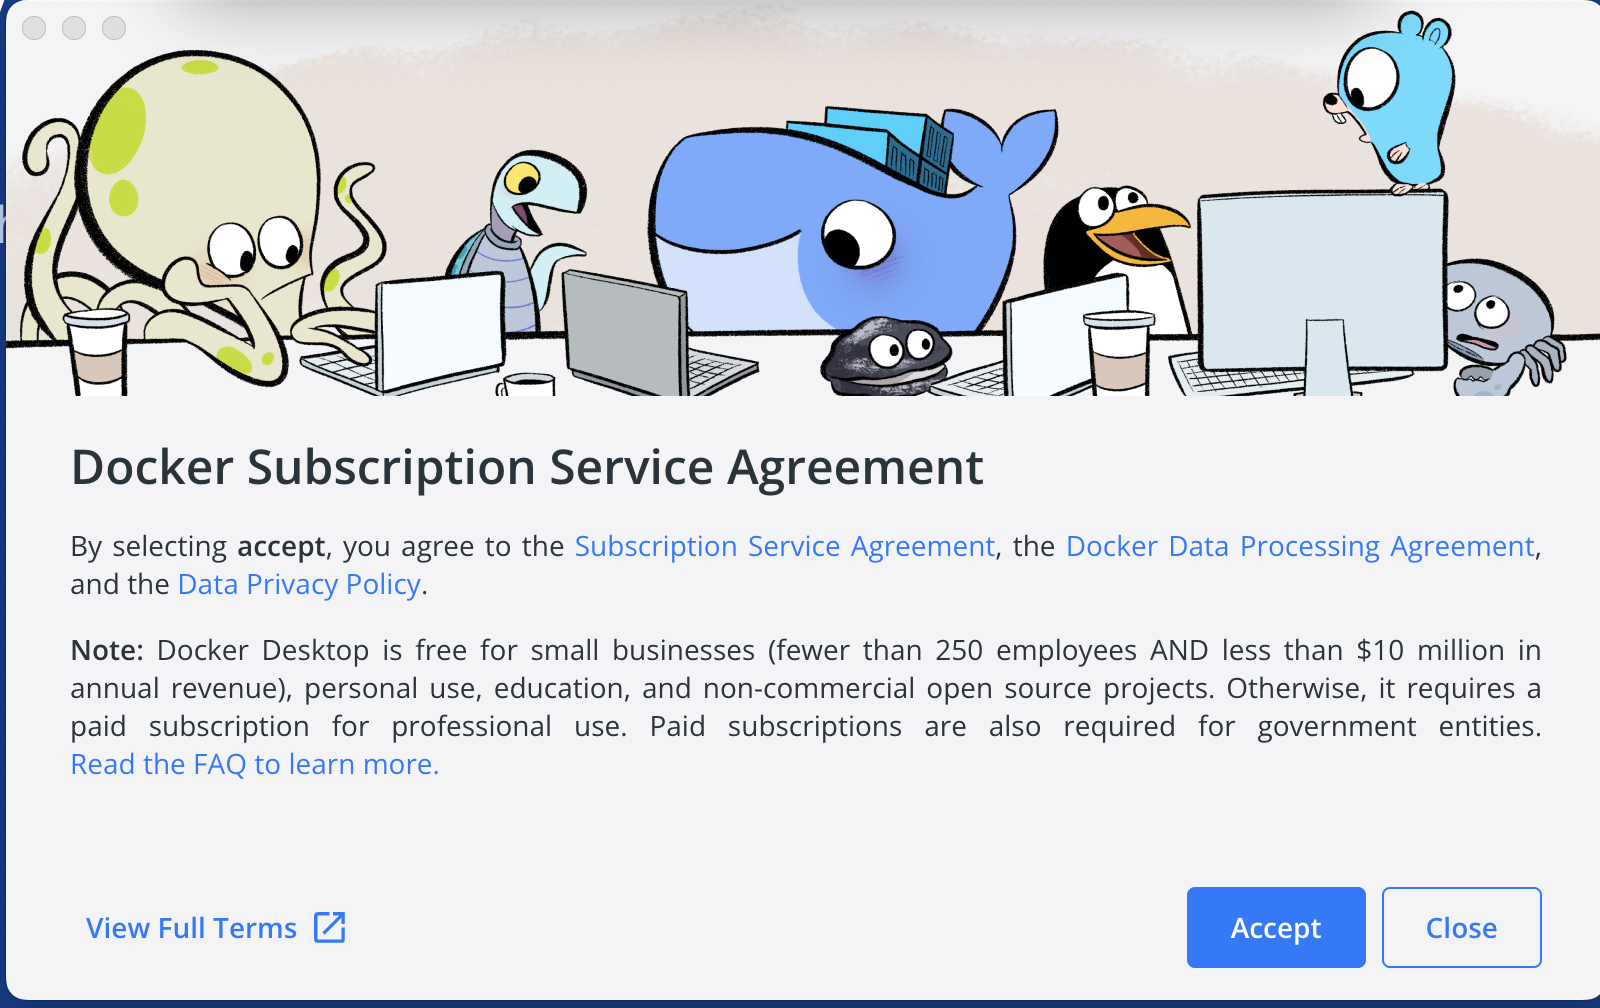 Docker Subscription Service Agreement
By selecting accept, you agree to the Subscription Service Agreement, the Docker Data Processing Agreement,
and the Data Privacy Policy.
Note: Docker Desktop is free for small businesses (fewer than 250 employees AND less than $10 million in
annual revenue), personal use, education, and non-commercial open source projects. Otherwise, it requires a
paid subscription for professional use. Paid subscriptions are also required for government entities.
Read the FAQ to learn more.
View Full Terms
Accept
Close